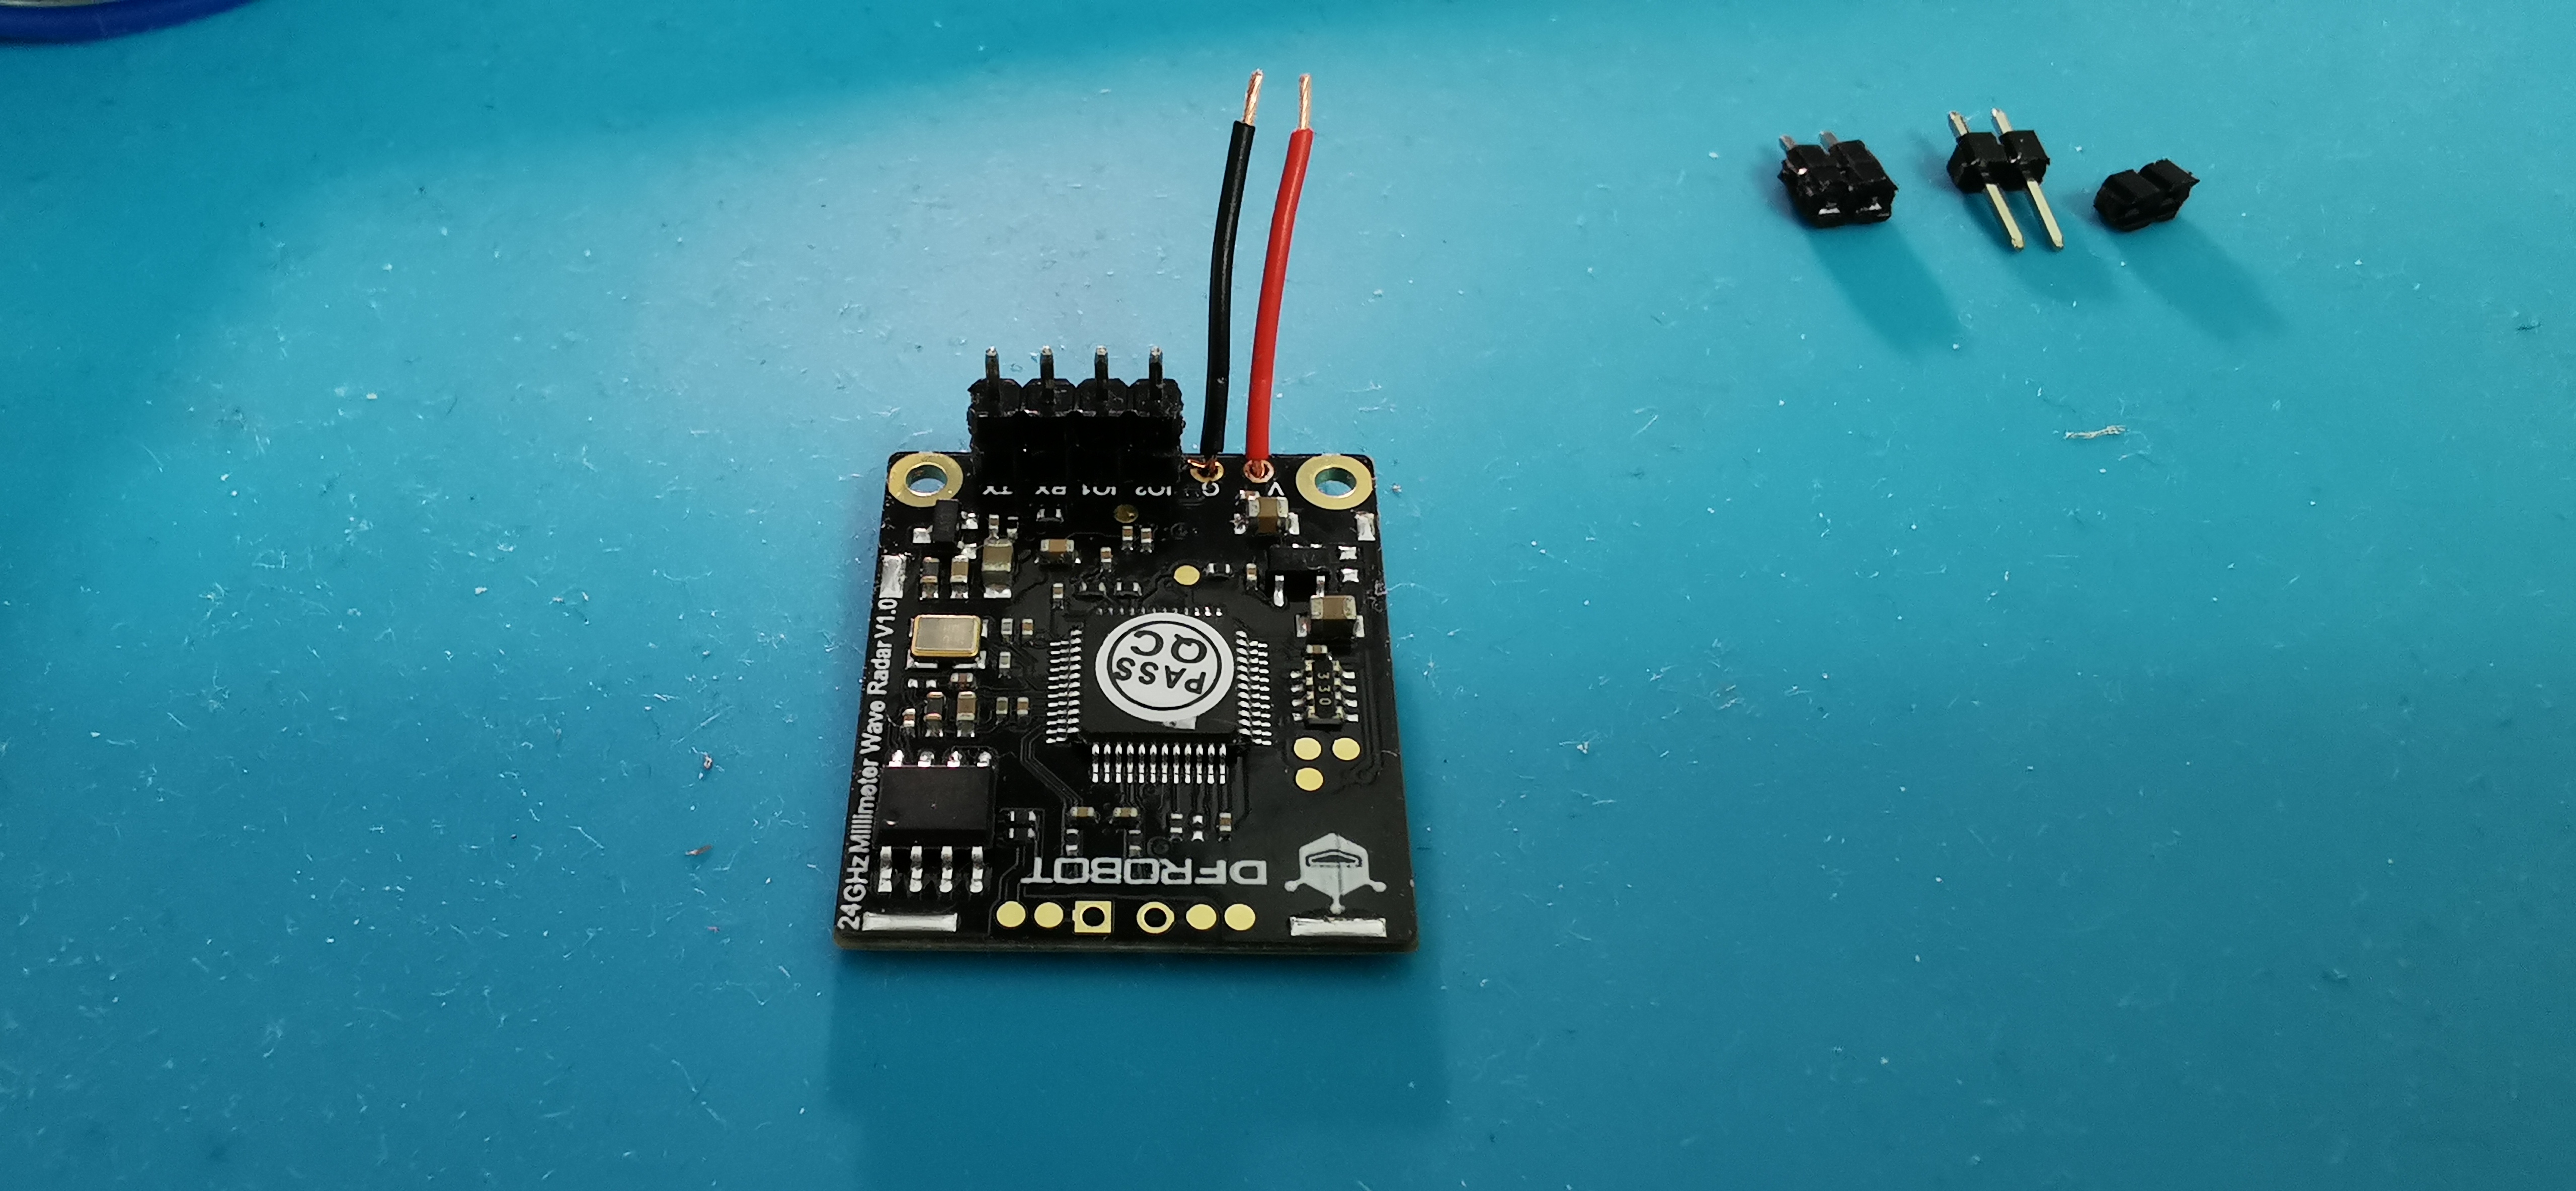 TX RX IO1 IO2 G V
24GHz Millimeter Wave Radar V1.0
PASS
QC
330
DFROBOT